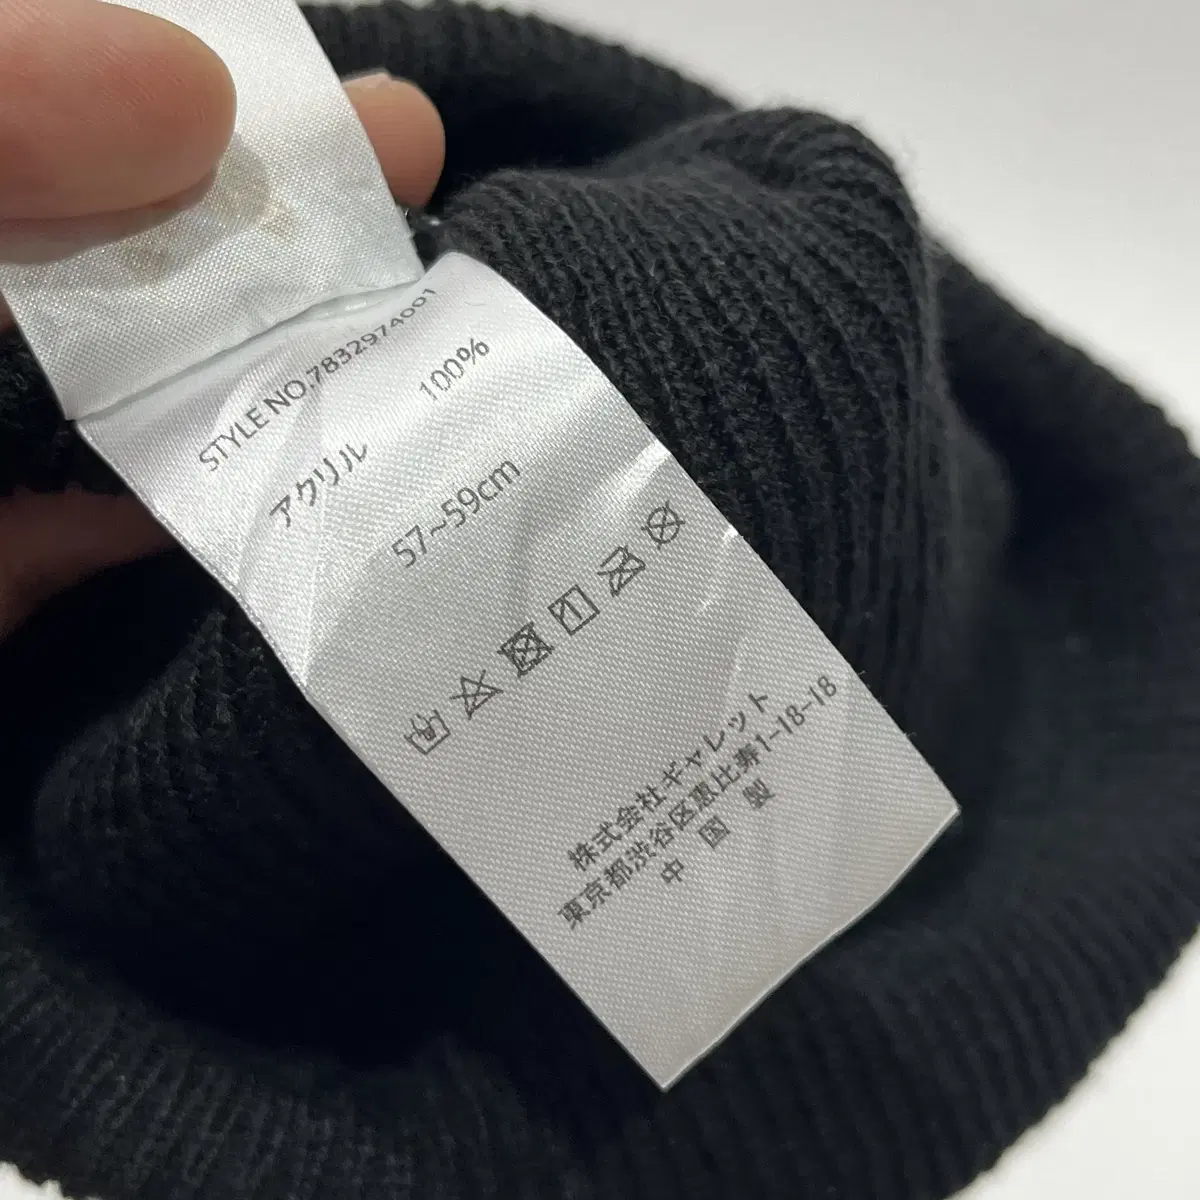 STYLE NO.7832974001
アクリル 100%
57~59cm
株式会社ギャレット
東京都渋谷区恵比寿1-18-18
中国製